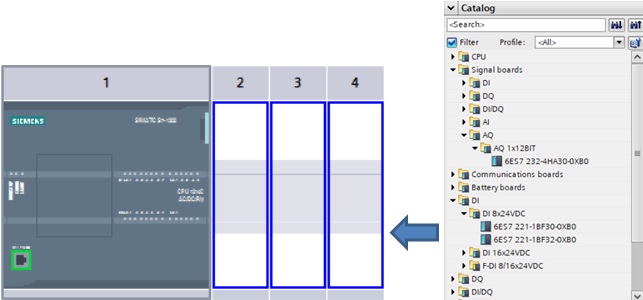 1
2
3
4
SIEMENS
SIMATIC S7-1200
AC/DC/Rly
Catalog
<Search>
Filter
Profile:
<All>
CPU
Signal boards
DI
DQ
DI/DQ
AI
AQ
AQ 1x12BIT
6ES7 232-4HA30-0XB0
Communications boards
Battery boards
DI
DI 8x24VDC
6ES7 221-1BF30-0XB0
6ES7 221-1BF32-0XB0
DI 16x24VDC
F-DI 8/16x24VDC
DQ
DI/DQ